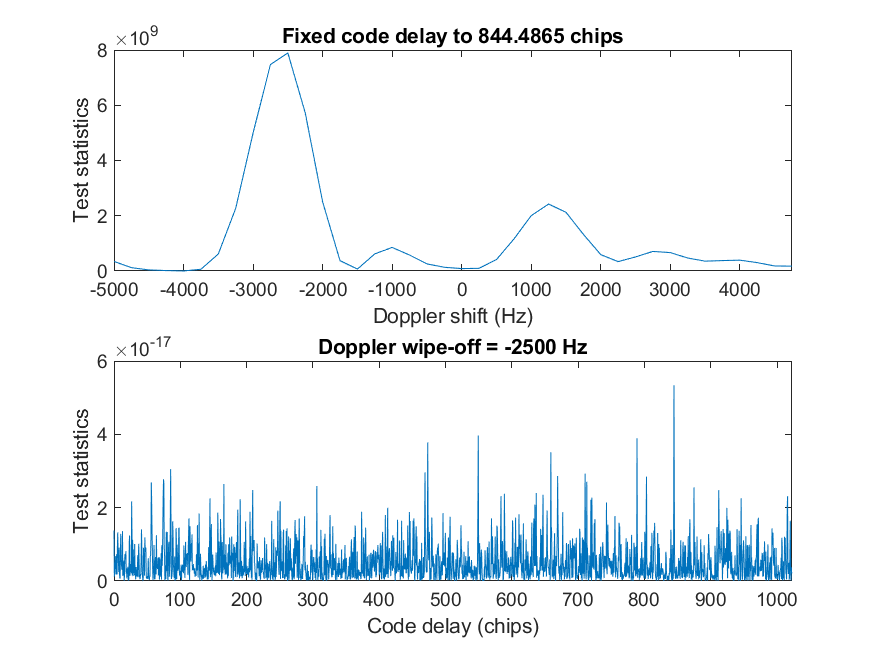 Fixed code delay to 844.4865 chips
×10^9
8
6
4
2
0
Test statistics
-5000 -4000 -3000 -2000 -1000 0 1000 2000 3000 4000
Doppler shift (Hz)
Doppler wipe-off = -2500 Hz
×10^-17
6
4
2
0
Test statistics
0 100 200 300 400 500 600 700 800 900 1000
Code delay (chips)